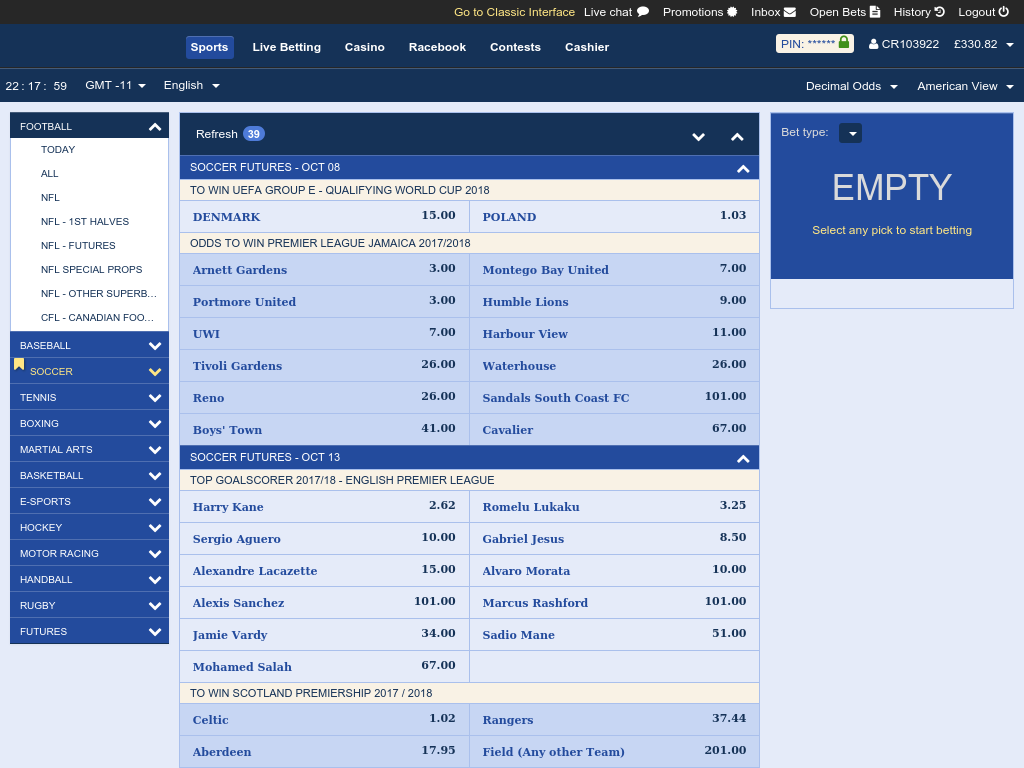 Go to Classic Interface Live chat Promotions Inbox Open Bets History Logout
Sports Live Betting Casino Racebook Contests Cashier PIN: ****** CR103922 £330.82
22 : 17 : 59 GMT -11 English Decimal Odds American View
FOOTBALL
TODAY
ALL
NFL
NFL - 1ST HALVES
NFL - FUTURES
NFL SPECIAL PROPS
NFL - OTHER SUPERB...
CFL - CANADIAN FOO...
BASEBALL
SOCCER
TENNIS
BOXING
MARTIAL ARTS
BASKETBALL
E-SPORTS
HOCKEY
MOTOR RACING
HANDBALL
RUGBY
FUTURES
Refresh 39
SOCCER FUTURES - OCT 08
TO WIN UEFA GROUP E - QUALIFYING WORLD CUP 2018
DENMARK 15.00 POLAND 1.03
ODDS TO WIN PREMIER LEAGUE JAMAICA 2017/2018
Arnett Gardens 3.00 Montego Bay United 7.00
Portmore United 3.00 Humble Lions 9.00
UWI 7.00 Harbour View 11.00
Tivoli Gardens 26.00 Waterhouse 26.00
Reno 26.00 Sandals South Coast FC 101.00
Boys' Town 41.00 Cavalier 67.00
SOCCER FUTURES - OCT 13
TOP GOALSCORER 2017/18 - ENGLISH PREMIER LEAGUE
Harry Kane 2.62 Romelu Lukaku 3.25
Sergio Aguero 10.00 Gabriel Jesus 8.50
Alexandre Lacazette 15.00 Alvaro Morata 10.00
Alexis Sanchez 101.00 Marcus Rashford 101.00
Jamie Vardy 34.00 Sadio Mane 51.00
Mohamed Salah 67.00
TO WIN SCOTLAND PREMIERSHIP 2017 / 2018
Celtic 1.02 Rangers 37.44
Aberdeen 17.95 Field (Any other Team) 201.00
Bet type:
EMPTY
Select any pick to start betting